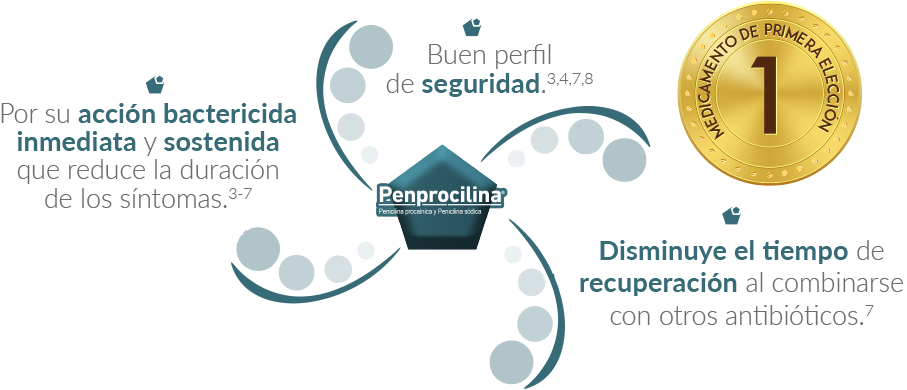 Por su acción bactericida
inmediata y sostenida
que reduce la duración
de los síntomas.3-7
Buen perfil
de seguridad.3,4,7,8
MEDICAMENTO DE PRIMERA ELECCIÓN
1
Penprocilina®
Penicilina procaínica y Penicilina sódica
Disminuye el tiempo de
recuperación al combinarse
con otros antibióticos.7